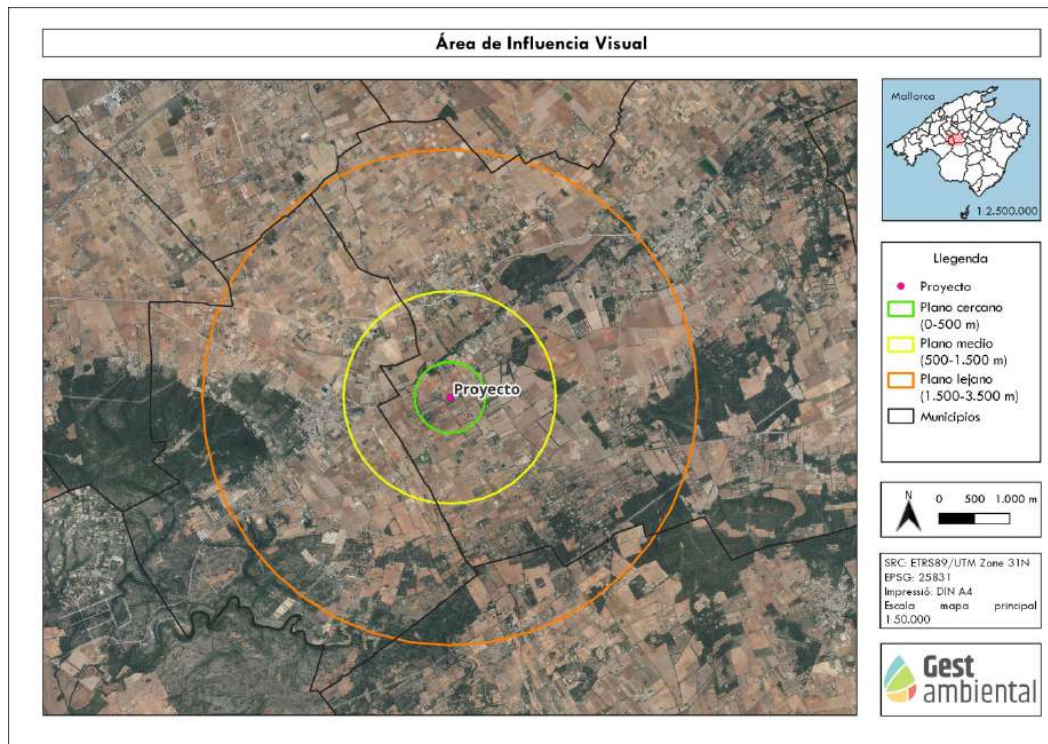 Área de Influencia Visual
Proyecto
Mallorca
1:2.500.000
Llegenda
Proyecto
Plano cercano
(0-500 m)
Plano medio
(500-1.500 m)
Plano lejano
(1.500-3.500 m)
Municipios
N
0 500 1.000 m
SRC: ETRS89/UTM Zone 31N
EPSG: 25831
Impressió: DIN A4
Escala mapa principal
1:50.000
Gest
ambiental